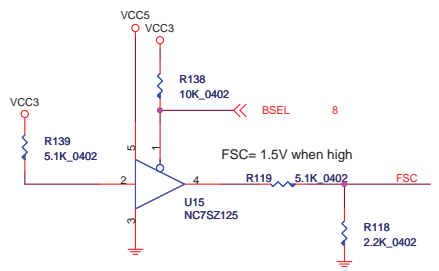 VCC5
VCC3
R138
10K_0402
VCC3
BSEL 8
R139
5.1K_0402
5
1
FSC= 1.5V when high
2
4
R119
5.1K_0402
FSC
U15
NC7SZ125
3
R118
2.2K_0402